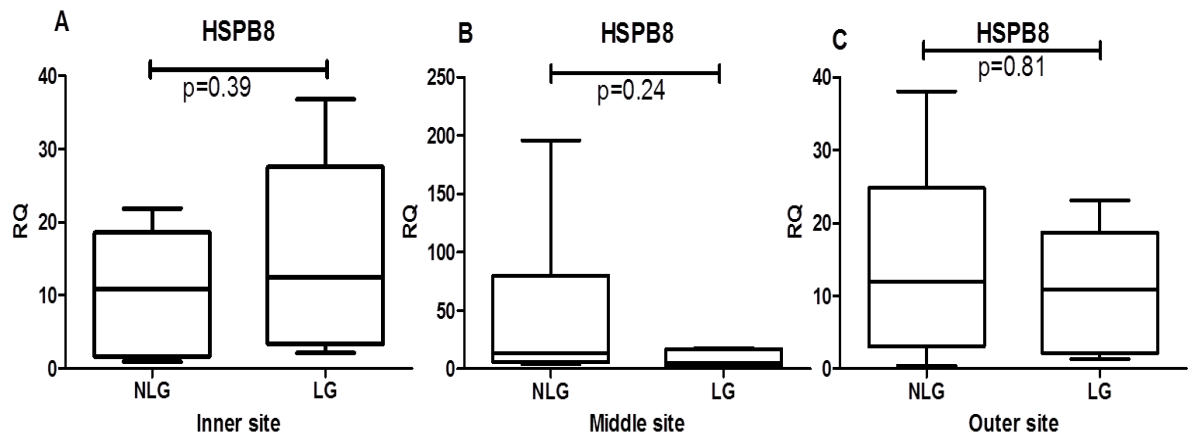 A
HSPB8
p=0.39
40
30
20
10
0
RQ
NLG LG
Inner site
B
HSPB8
p=0.24
250
200
150
100
50
0
RQ
NLG LG
Middle site
C
HSPB8
p=0.81
40
30
20
10
0
RQ
NLG LG
Outer site